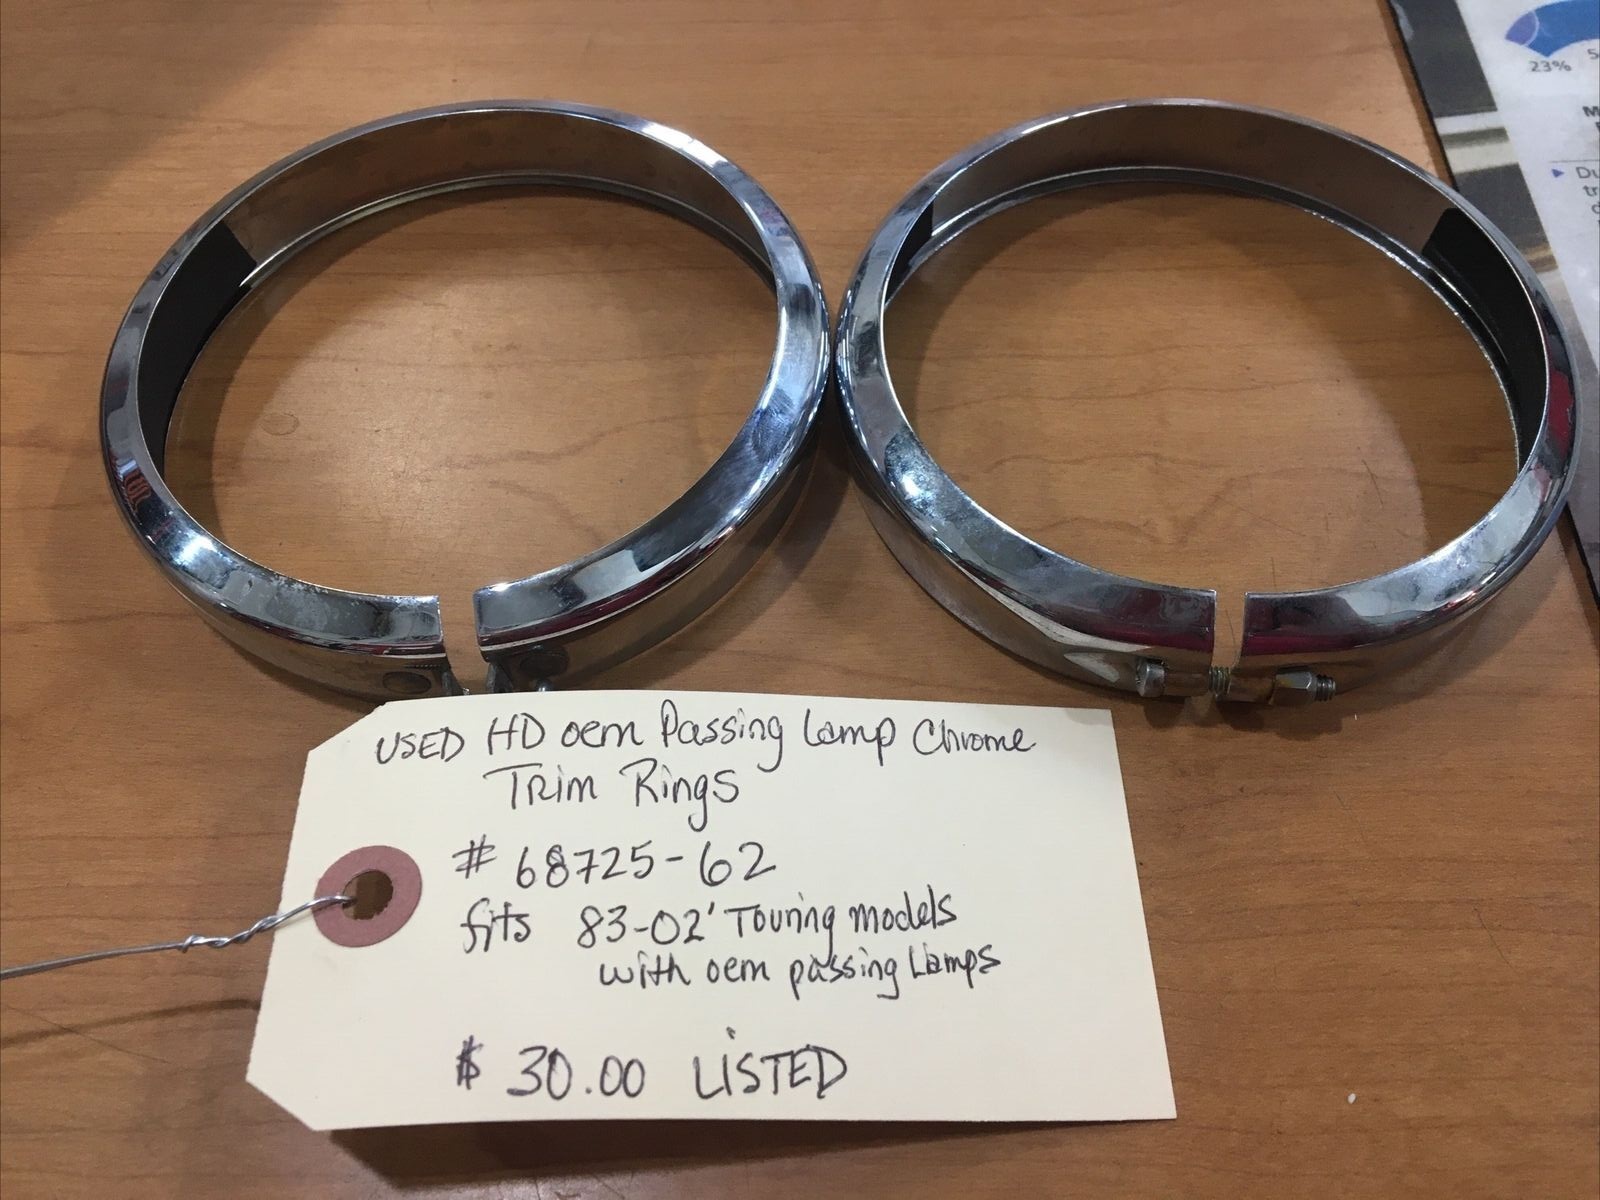 USED HD oem Passing Lamp Chrome
Trim Rings
# 68725-62
fits 83-02' Touring models
with oem passing Lamps
$ 30.00 LiSTED
23%